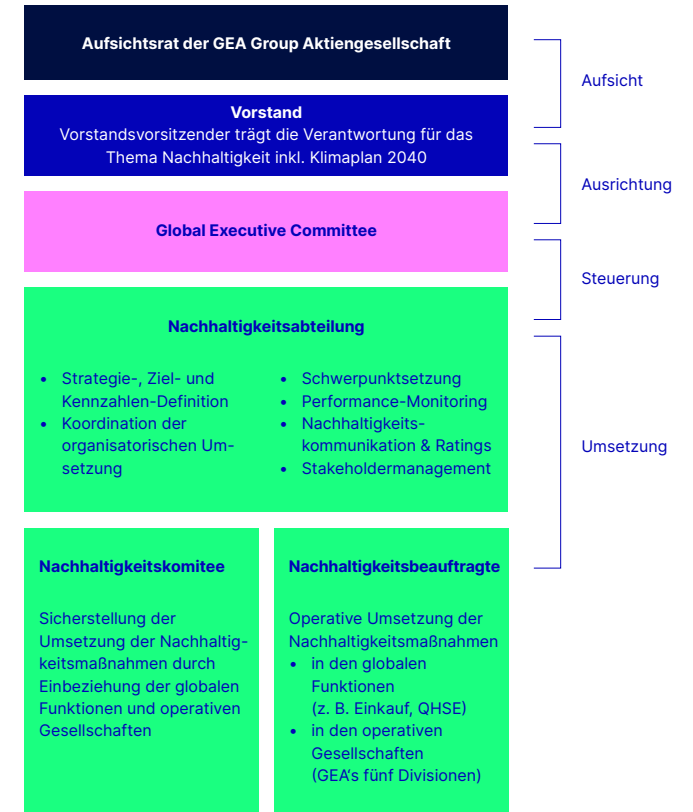 Aufsichtsrat der GEA Group Aktiengesellschaft
Aufsicht
Vorstand
Vorstandsvorsitzender trägt die Verantwortung für das
Thema Nachhaltigkeit inkl. Klimaplan 2040
Ausrichtung
Global Executive Committee
Steuerung
Nachhaltigkeitsabteilung
• Strategie-, Ziel- und
Kennzahlen-Definition
• Koordination der
organisatorischen Um-
setzung
• Schwerpunktsetzung
• Performance-Monitoring
• Nachhaltigkeits-
kommunikation & Ratings
• Stakeholdermanagement
Umsetzung
Nachhaltigkeitskomitee
Sicherstellung der
Umsetzung der Nachhaltig-
keitsmaßnahmen durch
Einbeziehung der globalen
Funktionen und operativen
Gesellschaften
Nachhaltigkeitsbeauftragte
Operative Umsetzung der
Nachhaltigkeitsmaßnahmen
• in den globalen
Funktionen
(z. B. Einkauf, QHSE)
• in den operativen
Gesellschaften
(GEA‘s fünf Divisionen)